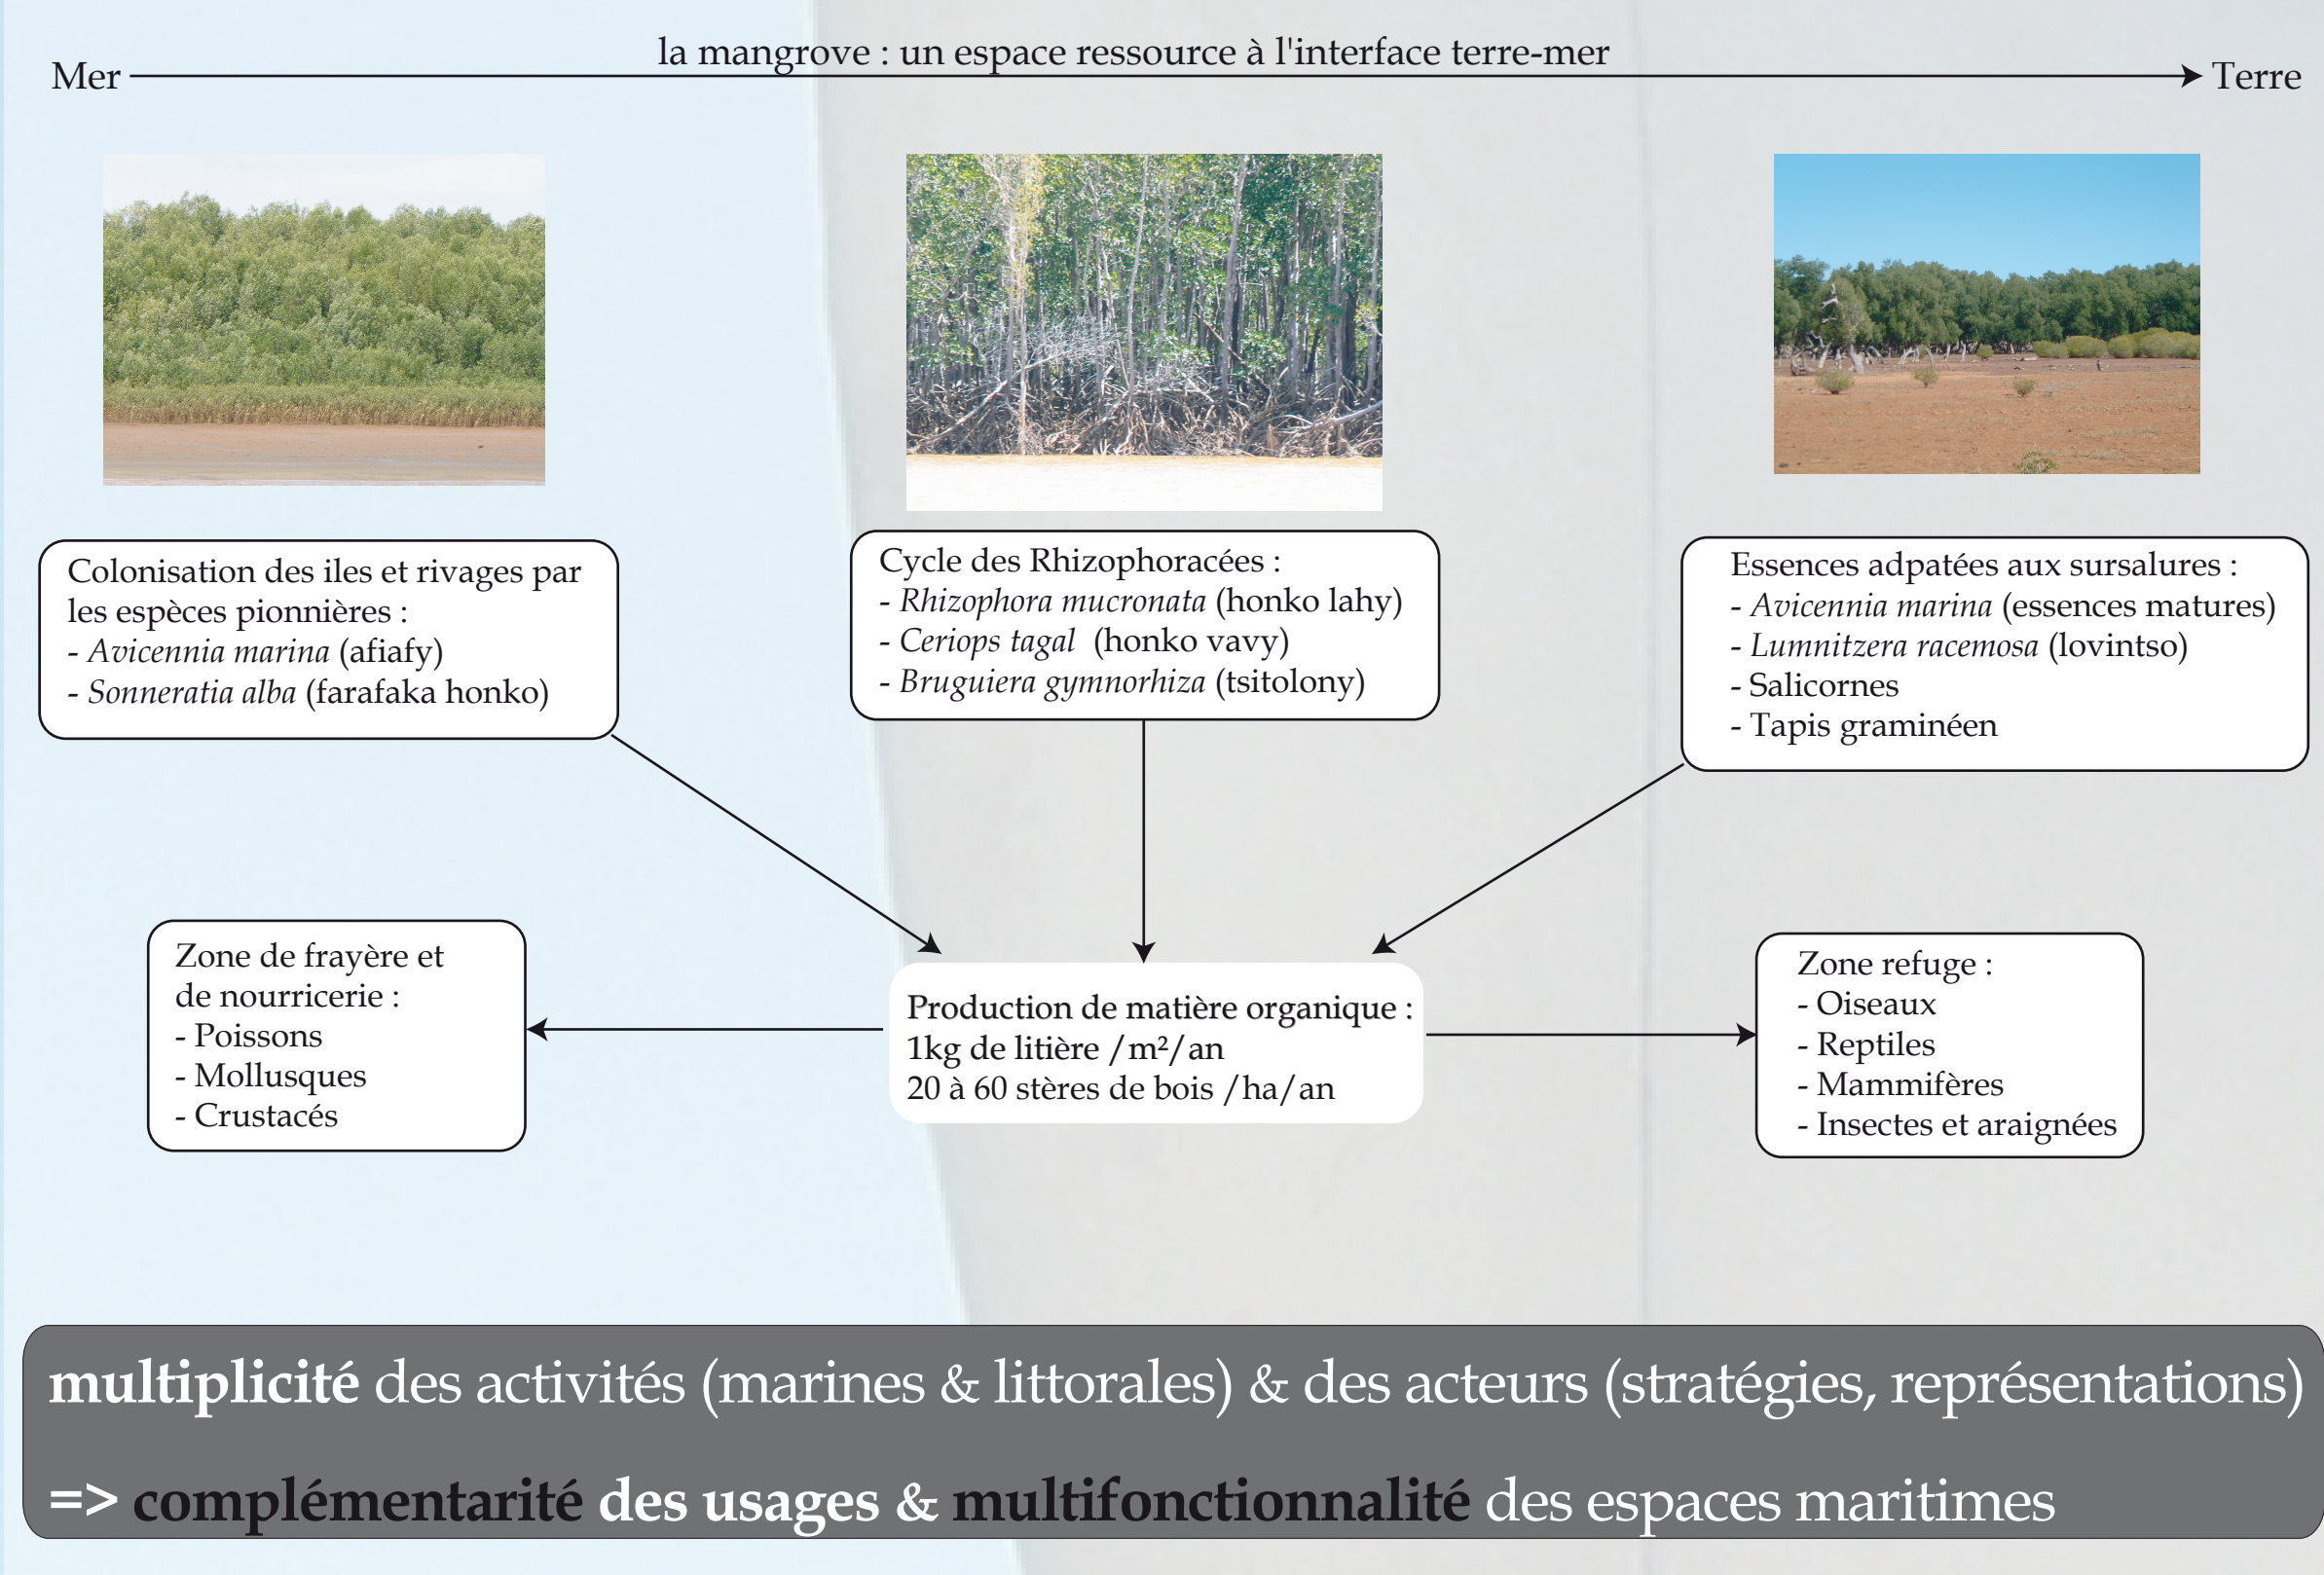 la mangrove : un espace ressource à l'interface terre-mer
Mer
Terre
Colonisation des iles et rivages par
les espèces pionnières :
- Avicennia marina (afiafy)
- Sonneratia alba (farafaka honko)
Cycle des Rhizophoracées :
- Rhizophora mucronata (honko lahy)
- Ceriops tagal (honko vavy)
- Bruguiera gymnorhiza (tsitolony)
Essences adpatées aux sursalures :
- Avicennia marina (essences matures)
- Lumnitzera racemosa (lovintso)
- Salicornes
- Tapis graminéen
Zone de frayère et
de nourricerie :
- Poissons
- Mollusques
- Crustacés
Production de matière organique :
1kg de litière /m²/an
20 à 60 stères de bois /ha/an
Zone refuge :
- Oiseaux
- Reptiles
- Mammifères
- Insectes et araignées
multiplicité des activités (marines & littorales) & des acteurs (stratégies, représentations)
=> complémentarité des usages & multifonctionnalité des espaces maritimes